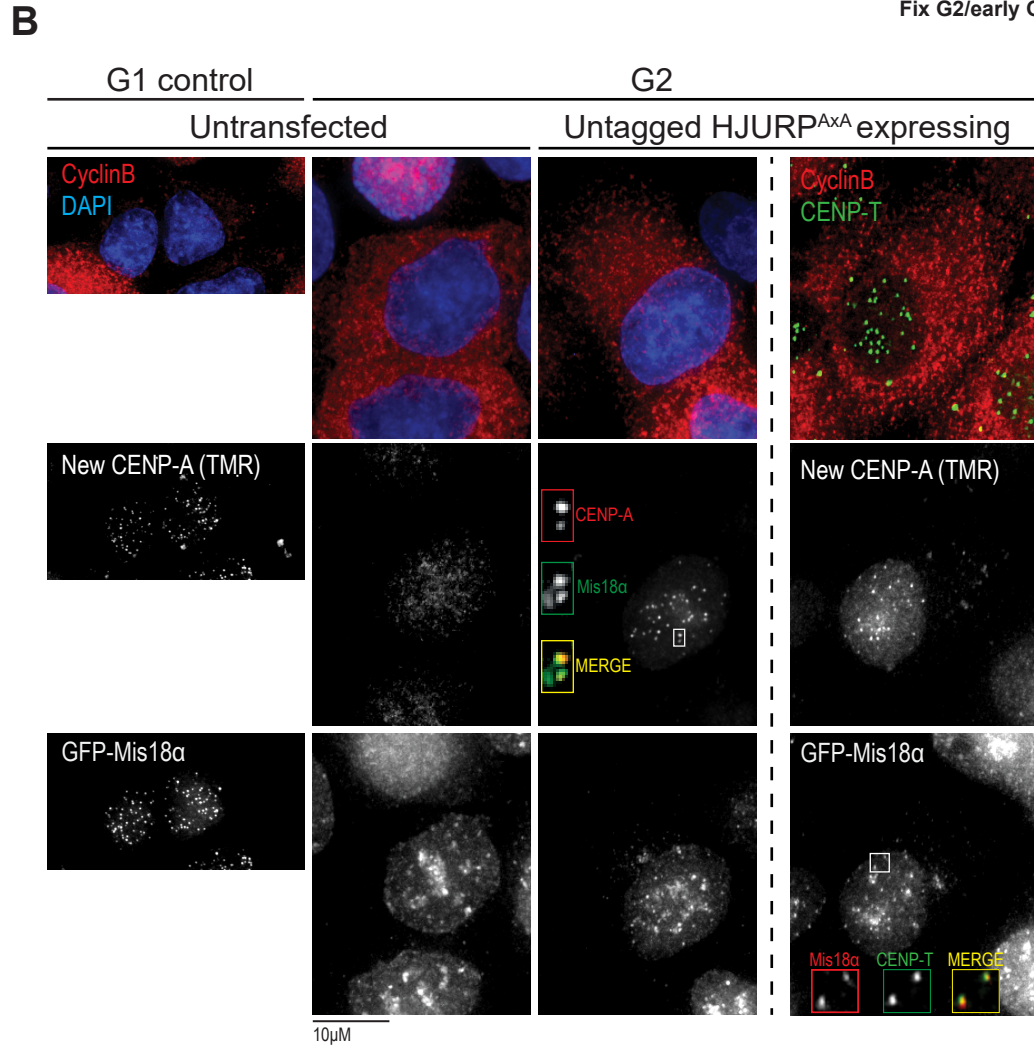 B
Fix G2/early
G1 control
G2
Untransfected
Untagged HJURPᴬˣᴬ expressing
CyclinB
DAPI
CyclinB
CENP-T
New CENP-A (TMR)
New CENP-A (TMR)
CENP-A
Mis18α
MERGE
GFP-Mis18α
GFP-Mis18α
Mis18α CENP-T MERGE
10μM